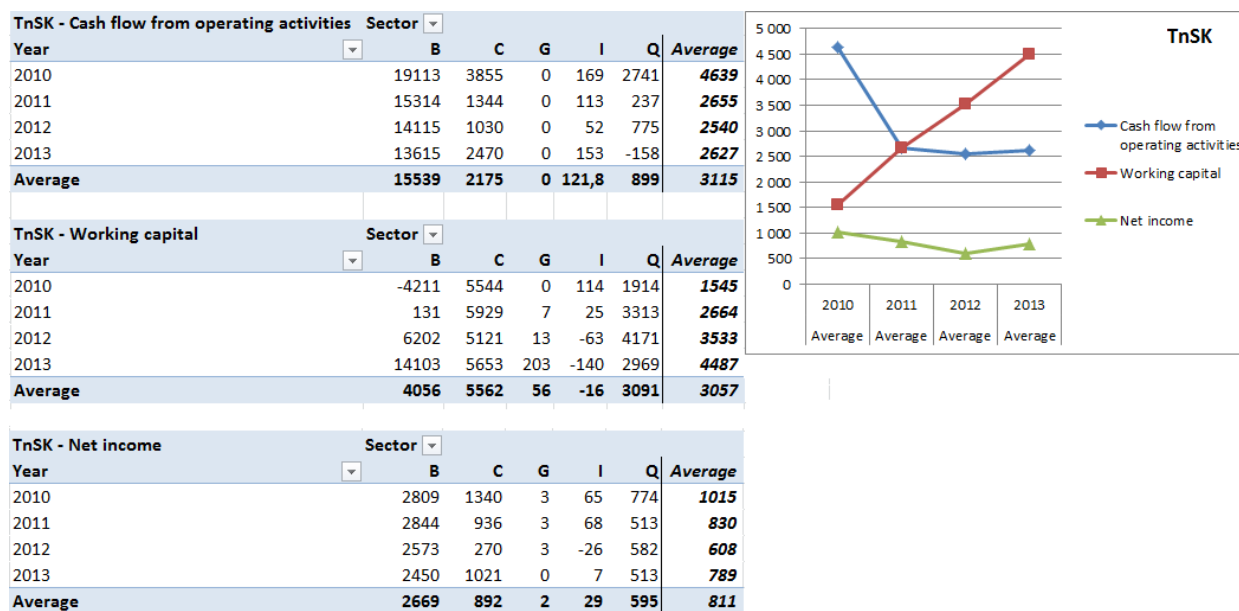 TnSK - Cash flow from operating activities Sector
Year B C G I Q Average
2010 19113 3855 0 169 2741 4639
2011 15314 1344 0 113 237 2655
2012 14115 1030 0 52 775 2540
2013 13615 2470 0 153 -158 2627
Average 15539 2175 0 121,8 899 3115
TnSK - Working capital Sector
Year B C G I Q Average
2010 -4211 5544 0 114 1914 1545
2011 131 5929 7 25 3313 2664
2012 6202 5121 13 -63 4171 3533
2013 14103 5653 203 -140 2969 4487
Average 4056 5562 56 -16 3091 3057
TnSK - Net income Sector
Year B C G I Q Average
2010 2809 1340 3 65 774 1015
2011 2844 936 3 68 513 830
2012 2573 270 3 -26 582 608
2013 2450 1021 0 7 513 789
Average 2669 892 2 29 595 811
TnSK
5 000
4 500
4 000
3 500
3 000
2 500
2 000
1 500
1 000
500
0
2010 2011 2012 2013
Average Average Average Average
Cash flow from
operating activities
Working capital
Net income